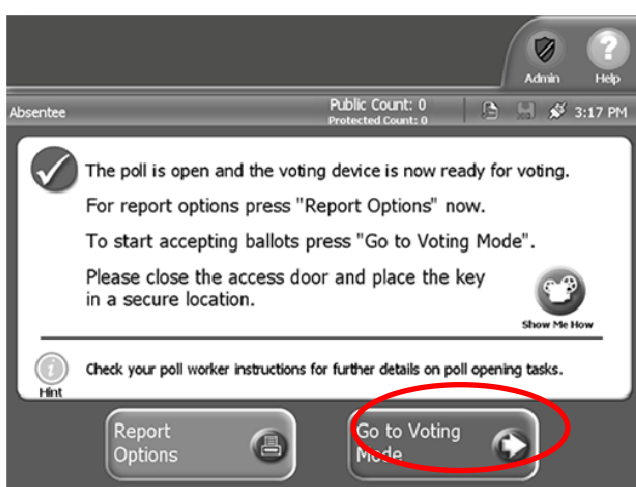 Admin Help
Absentee
Public Count: 0
Protected Count: 0
3:17 PM
The poll is open and the voting device is now ready for voting.
For report options press "Report Options" now.
To start accepting ballots press "Go to Voting Mode".
Please close the access door and place the key
in a secure location.
Show Me How
Hint
Check your poll worker instructions for further details on poll opening tasks.
Report
Options
Go to Voting
Mode